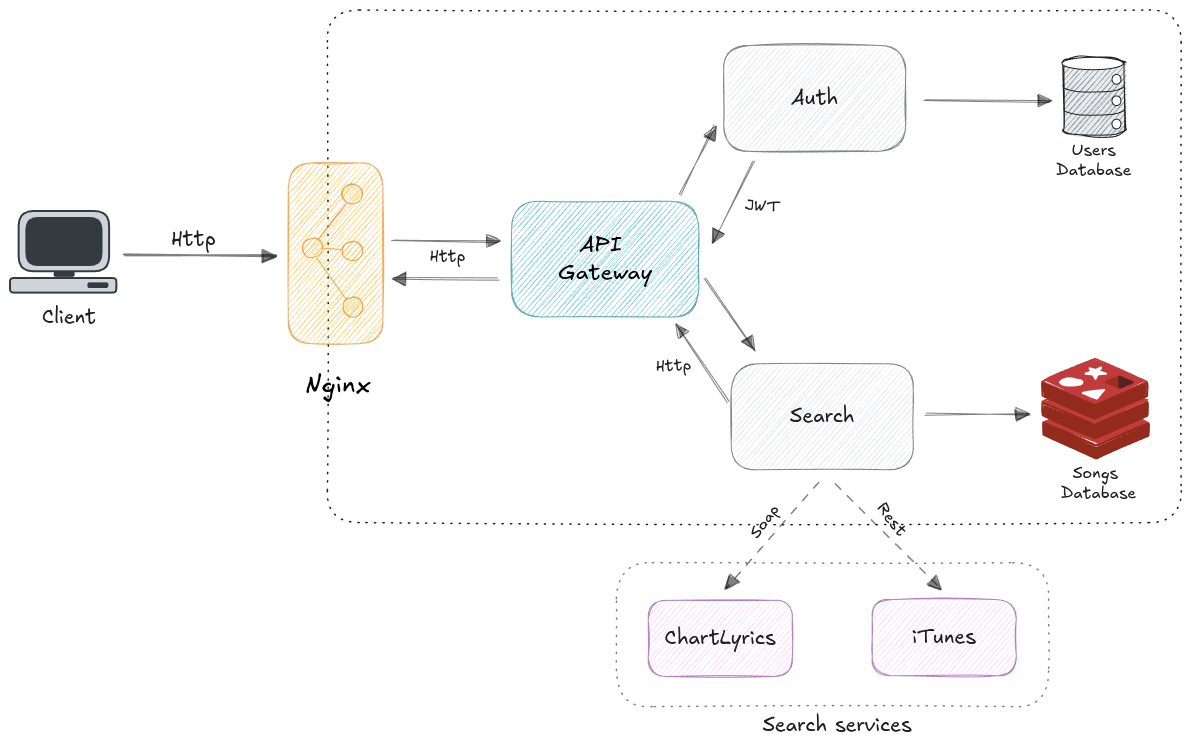 Auth
Users
Database
JWT
Http
API
Gateway
Http
Client
Nginx
Http
Search
Songs
Database
Soap
Rest
ChartLyrics
iTunes
Search services